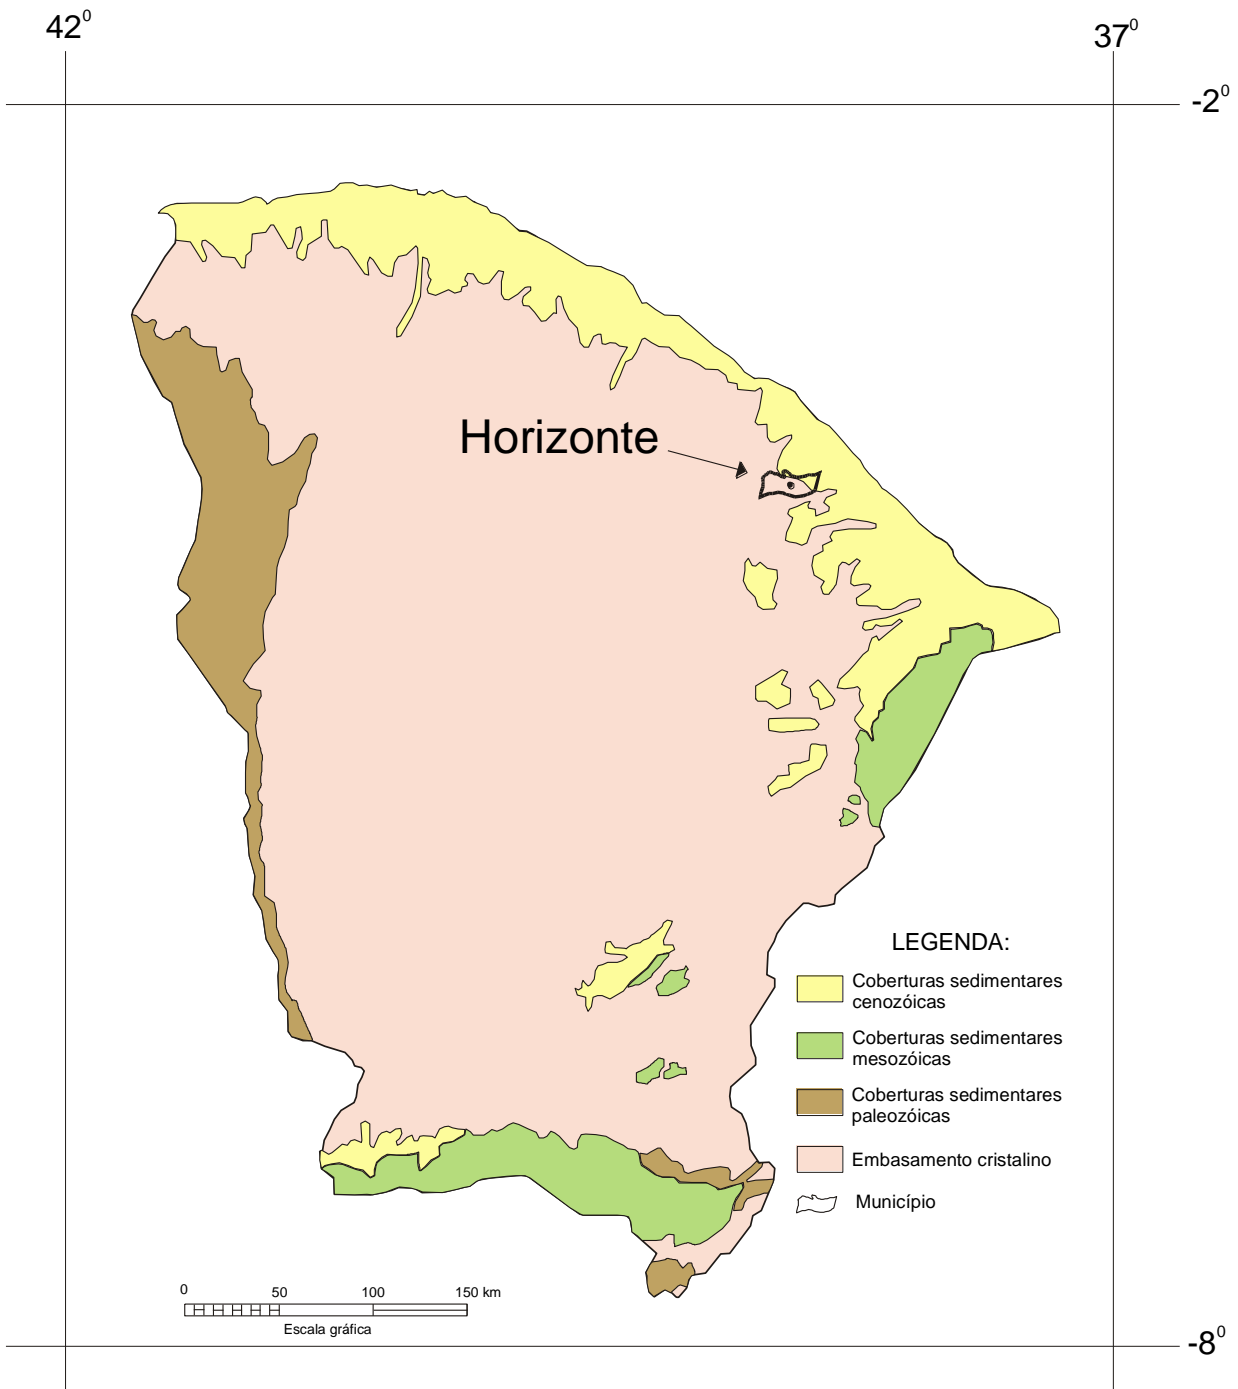 42⁰
37⁰
-2⁰
Horizonte
LEGENDA:
Coberturas sedimentares
cenozóicas
Coberturas sedimentares
mesozóicas
Coberturas sedimentares
paleozóicas
Embasamento cristalino
Município
0 50 100 150 km
Escala gráfica
-8⁰